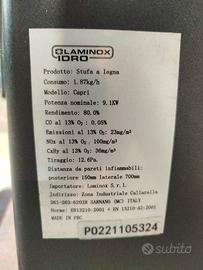 LAMINOX
IDRO
Prodotto: Stufa a legna
Consumo: 1.87kg/h
Modello: Capri
Potenza nominale: 9.1KW
Rendimento: 80.0%
CO al 13% O²: 0.05%
Emissioni al 13% O²: 23mg/m³
NOx al 13% O²: 100mg/m³
CxHy al 13% O²: 36mg/m³
Tiraggio: 12.6Pa.
Distanza da pareti infiammabili:
posteriore 150mm laterale 700mm
Importatore: Laminox S.r.l.
Indirizzo: Zona Industriale Callarella
261-263-62028 SARNANO (MC) ITALY
Norme: EN13240-2001 + EN 13240-A2-2005
MADE IN PRC
P0221105324
subito